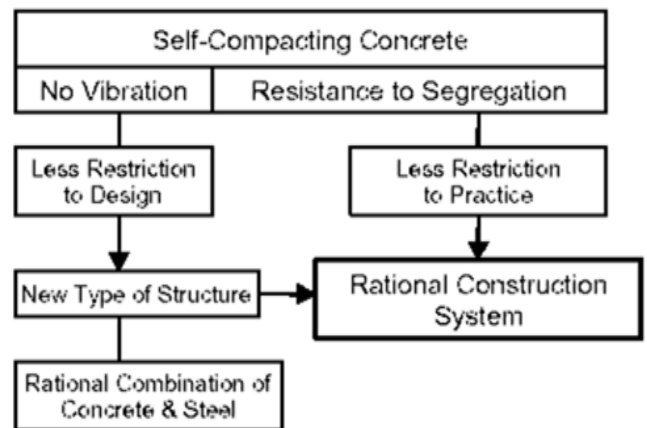 Self-Compacting Concrete
No Vibration
Resistance to Segregation
Less Restriction
to Design
Less Restriction
to Practice
New Type of Structure
Rational Construction
System
Rational Combination of
Concrete & Steel